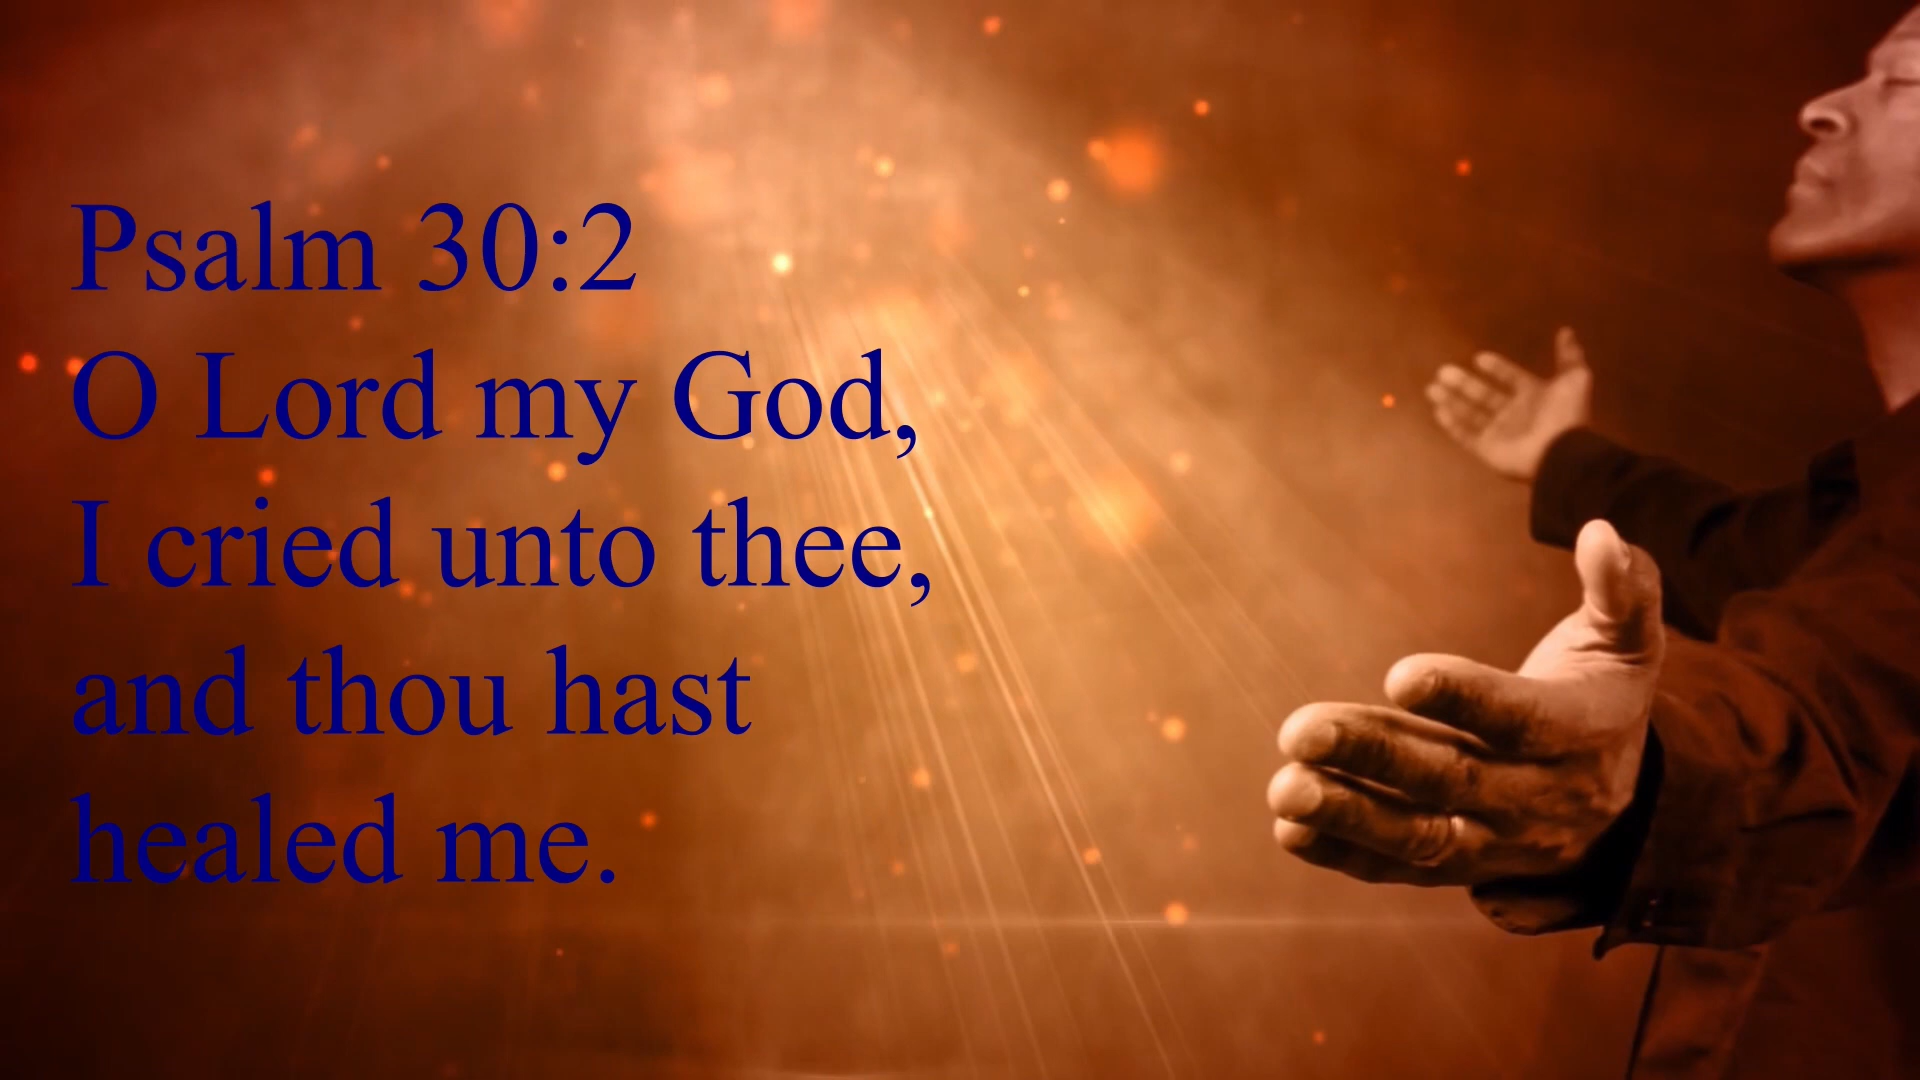 Psalm 30:2
O Lord my God,
I cried unto thee,
and thou hast
healed me.